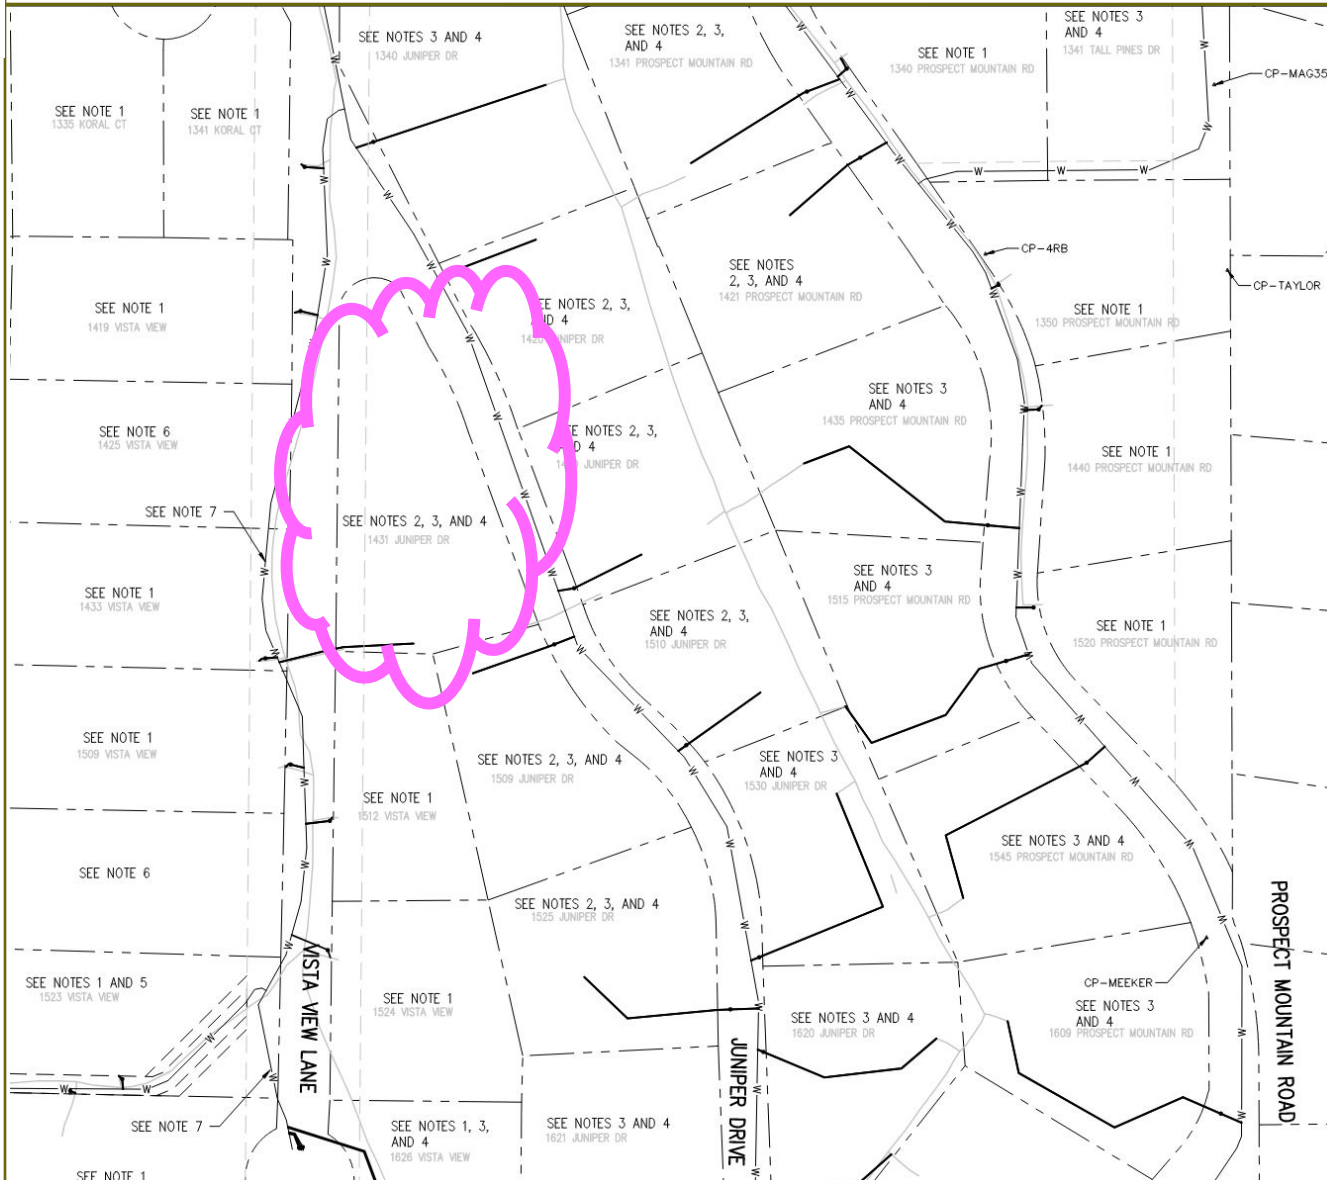 SEE NOTES 3 AND 4
1340 JUNIPER DR
SEE NOTES 2, 3,
AND 4
1341 PROSPECT MOUNTAIN RD
SEE NOTE 1
1340 PROSPECT MOUNTAIN RD
SEE NOTES 3
AND 4
1341 TALL PINES DR
CP-MAG35
SEE NOTE 1
1335 KORAL CT
SEE NOTE 1
1341 KORAL CT
CP-4RB
CP-TAYLOR
SEE NOTE 1
1419 VISTA VIEW
SEE NOTES 2, 3,
AND 4
1420 JUNIPER DR
SEE NOTES
2, 3, AND 4
1421 PROSPECT MOUNTAIN RD
SEE NOTE 1
1350 PROSPECT MOUNTAIN RD
SEE NOTE 6
1425 VISTA VIEW
SEE NOTES 2, 3,
AND 4
JUNIPER DR
SEE NOTES 3
AND 4
1435 PROSPECT MOUNTAIN RD
SEE NOTE 1
1440 PROSPECT MOUNTAIN RD
SEE NOTE 7
SEE NOTES 2, 3, AND 4
1431 JUNIPER DR
SEE NOTE 1
1433 VISTA VIEW
SEE NOTES 2, 3,
AND 4
1510 JUNIPER DR
SEE NOTES 3
AND 4
1515 PROSPECT MOUNTAIN RD
SEE NOTE 1
1520 PROSPECT MOUNTAIN RD
SEE NOTE 1
1509 VISTA VIEW
SEE NOTE 1
1512 VISTA VIEW
SEE NOTES 2, 3, AND 4
1509 JUNIPER DR
SEE NOTES 3
AND 4
1530 JUNIPER DR
SEE NOTES 3 AND 4
1545 PROSPECT MOUNTAIN RD
SEE NOTE 6
SEE NOTES 2, 3, AND 4
1525 JUNIPER DR
SEE NOTES 1 AND 5
1523 VISTA VIEW
SEE NOTE 1
1524 VISTA VIEW
CP-MEEKER
SEE NOTES 3 AND 4
1620 JUNIPER DR
SEE NOTES 3
AND 4
1609 PROSPECT MOUNTAIN RD
VISTA VIEW LANE
JUNIPER DRIVE
PROSPECT MOUNTAIN ROAD
SEE NOTE 7
SEE NOTES 1, 3,
AND 4
1626 VISTA VIEW
SEE NOTES 3 AND 4
1621 JUNIPER DR
SEE NOTE 1